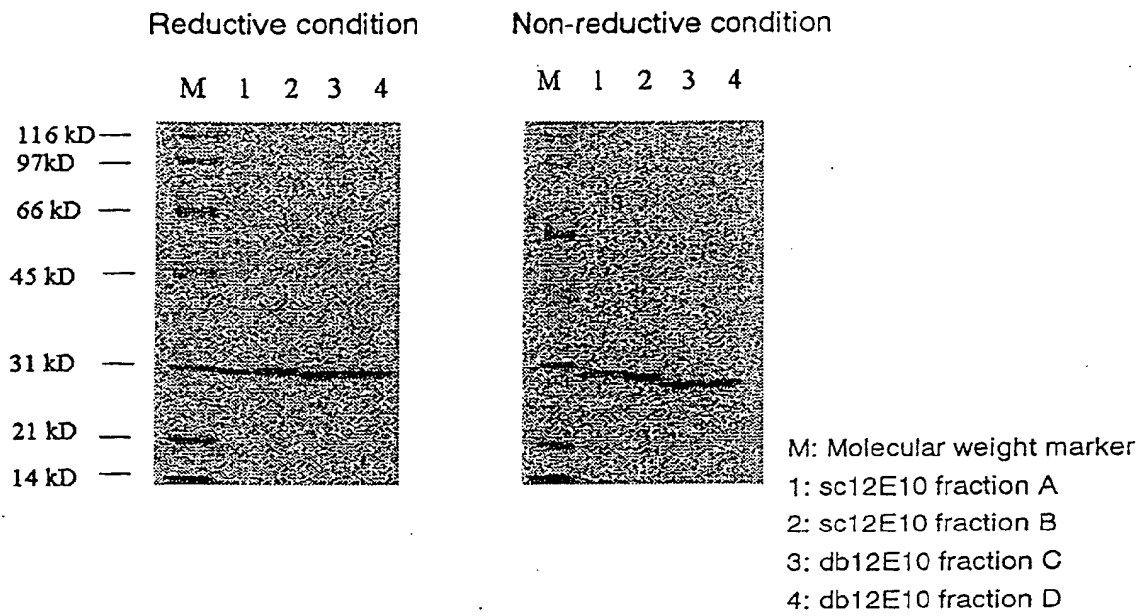 Reductive condition
Non-reductive condition
M 1 2 3 4
M 1 2 3 4
116 kD
97kD
66 kD
45 kD
31 kD
21 kD
14 kD
M: Molecular weight marker
1: sc12E10 fraction A
2: sc12E10 fraction B
3: db12E10 fraction C
4: db12E10 fraction D